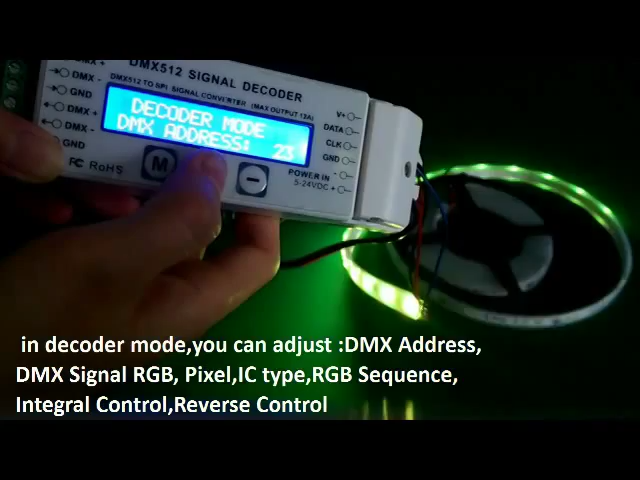 DMX +
DMX512 SIGNAL DECODER
DMX -
DMX512 TO SPI SIGNAL CONVERTER (MAX OUTPUT 12A)
GND
DMX +
DMX -
GND
DECODER MODE
DMX ADDRESS: 23
V+
DATA
CLK
GND
POWER IN -
5-24VDC +
FC RoHS
M
in decoder mode,you can adjust :DMX Address,
DMX Signal RGB, Pixel,IC type,RGB Sequence,
Integral Control,Reverse Control